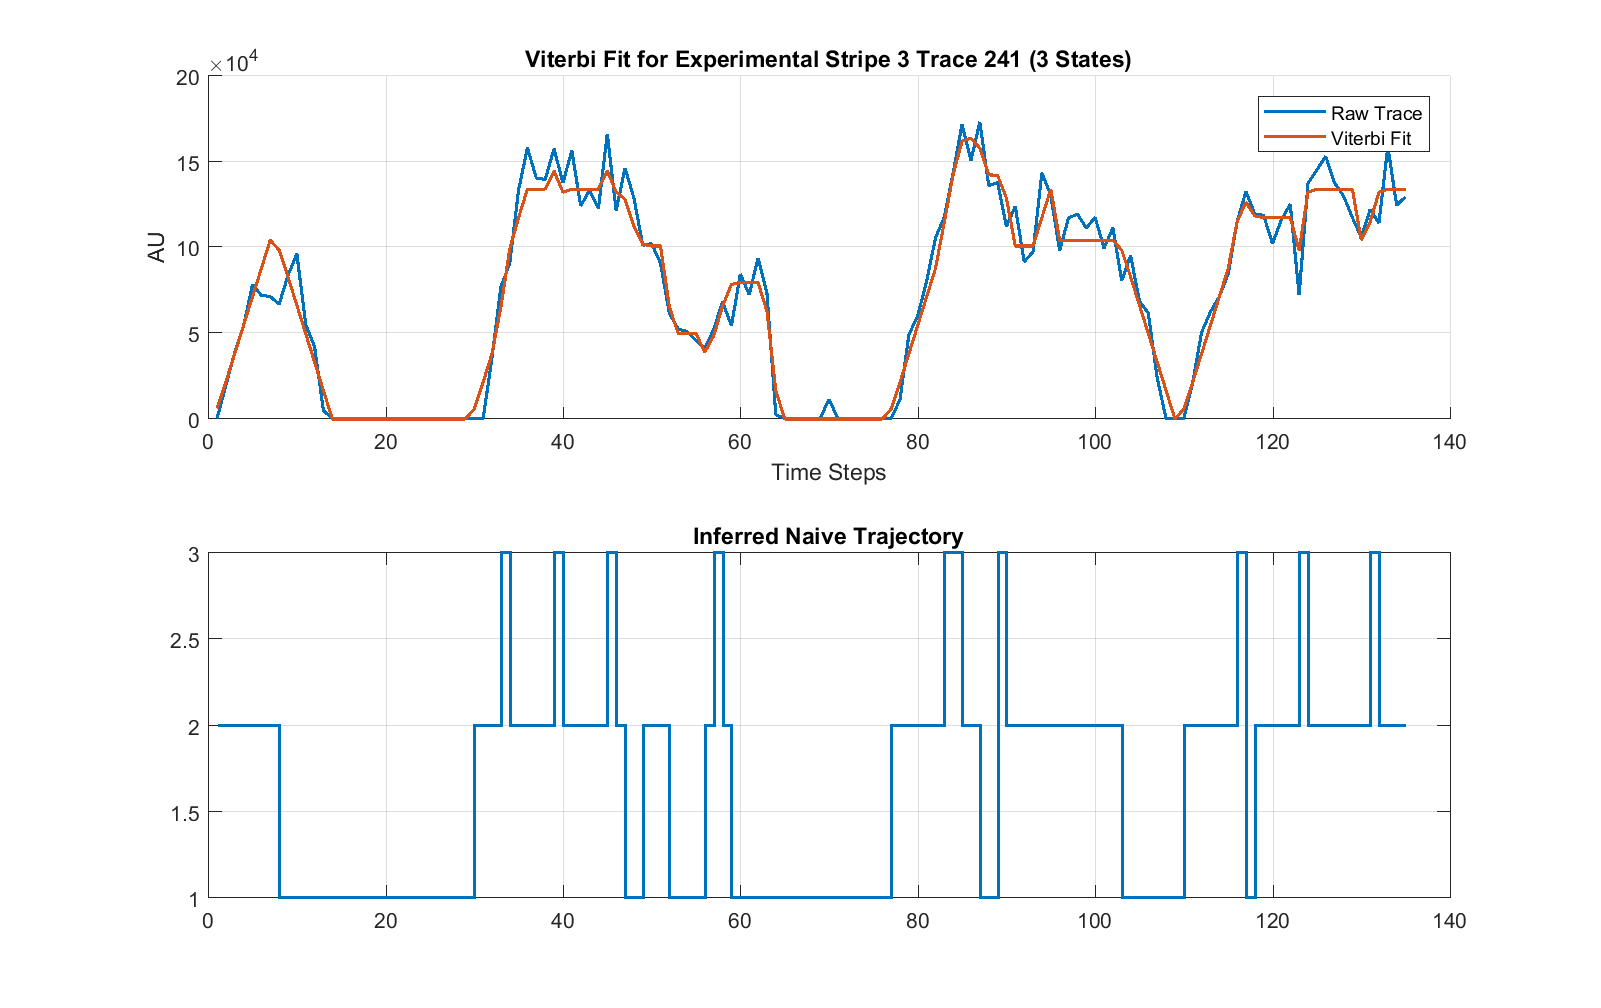 Viterbi Fit for Experimental Stripe 3 Trace 241 (3 States)
×10⁴
20
15
10
5
0
AU
Raw Trace
Viterbi Fit
0 20 40 60 80 100 120 140
Time Steps
Inferred Naive Trajectory
3
2.5
2
1.5
1
0 20 40 60 80 100 120 140